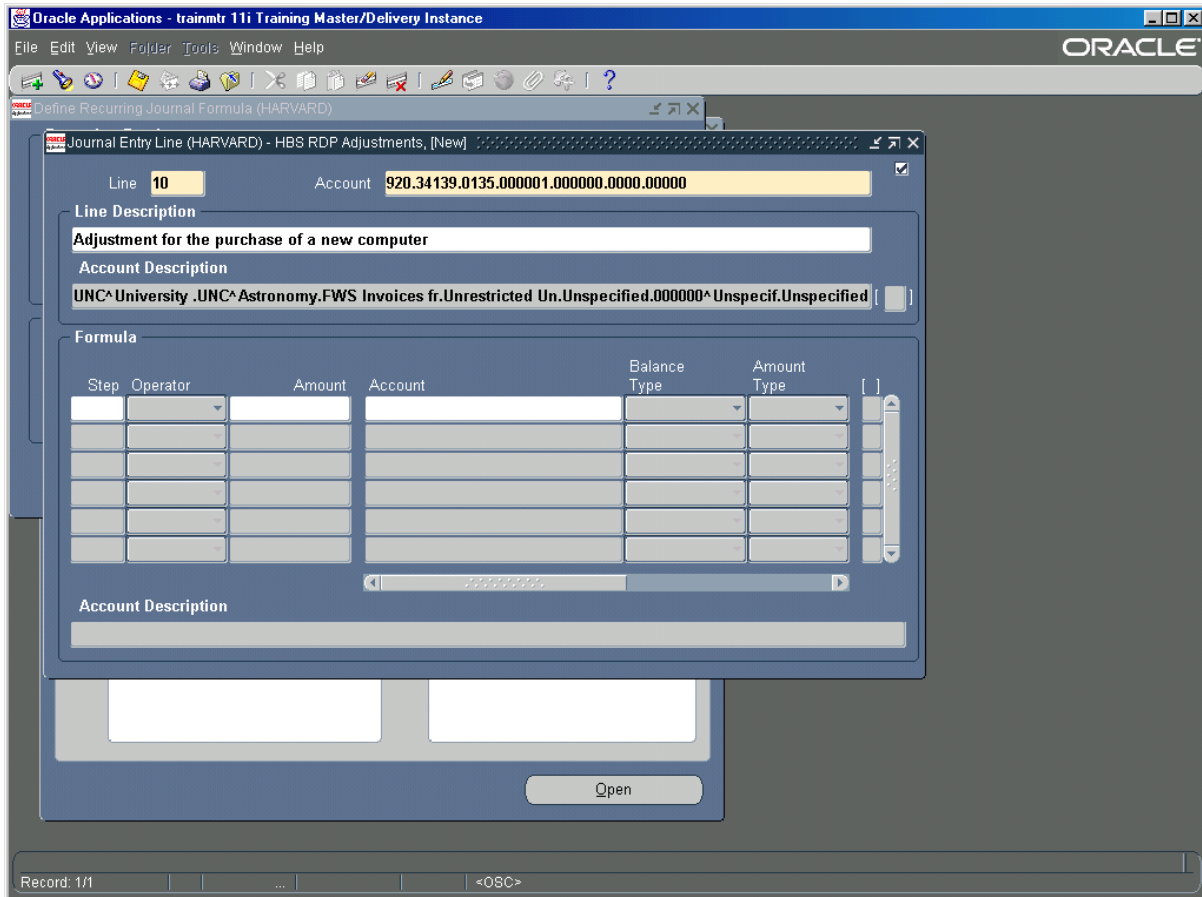 Oracle Applications - trainmtr 11i Training Master/Delivery Instance
File Edit View Folder Tools Window Help
ORACLE
Define Recurring Journal Formula (HARVARD)
Journal Entry Line (HARVARD) - HBS RDP Adjustments, [New]
Line 10 Account 920.34139.0135.000001.000000.0000.00000
Line Description
Adjustment for the purchase of a new computer
Account Description
UNC^University .UNC^Astronomy.FWS Invoices fr.Unrestricted Un.Unspecified.000000^Unspecif.Unspecified [ ]
Formula
Balance Amount
Step Operator Amount Account Type Type [ ]
Account Description
Open
Record: 1/1 ... <OSC>